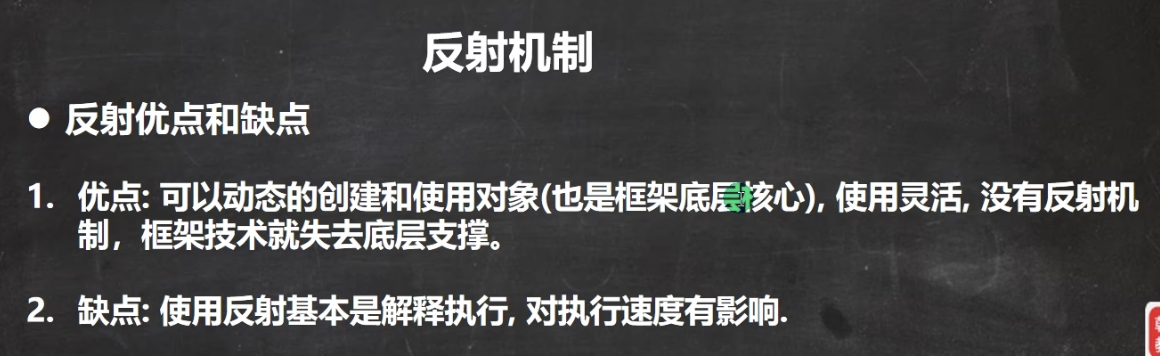 反射机制
● 反射优点和缺点
1. 优点: 可以动态的创建和使用对象(也是框架底层核心), 使用灵活, 没有反射机
制，框架技术就失去底层支撑。
2. 缺点: 使用反射基本是解释执行, 对执行速度有影响.